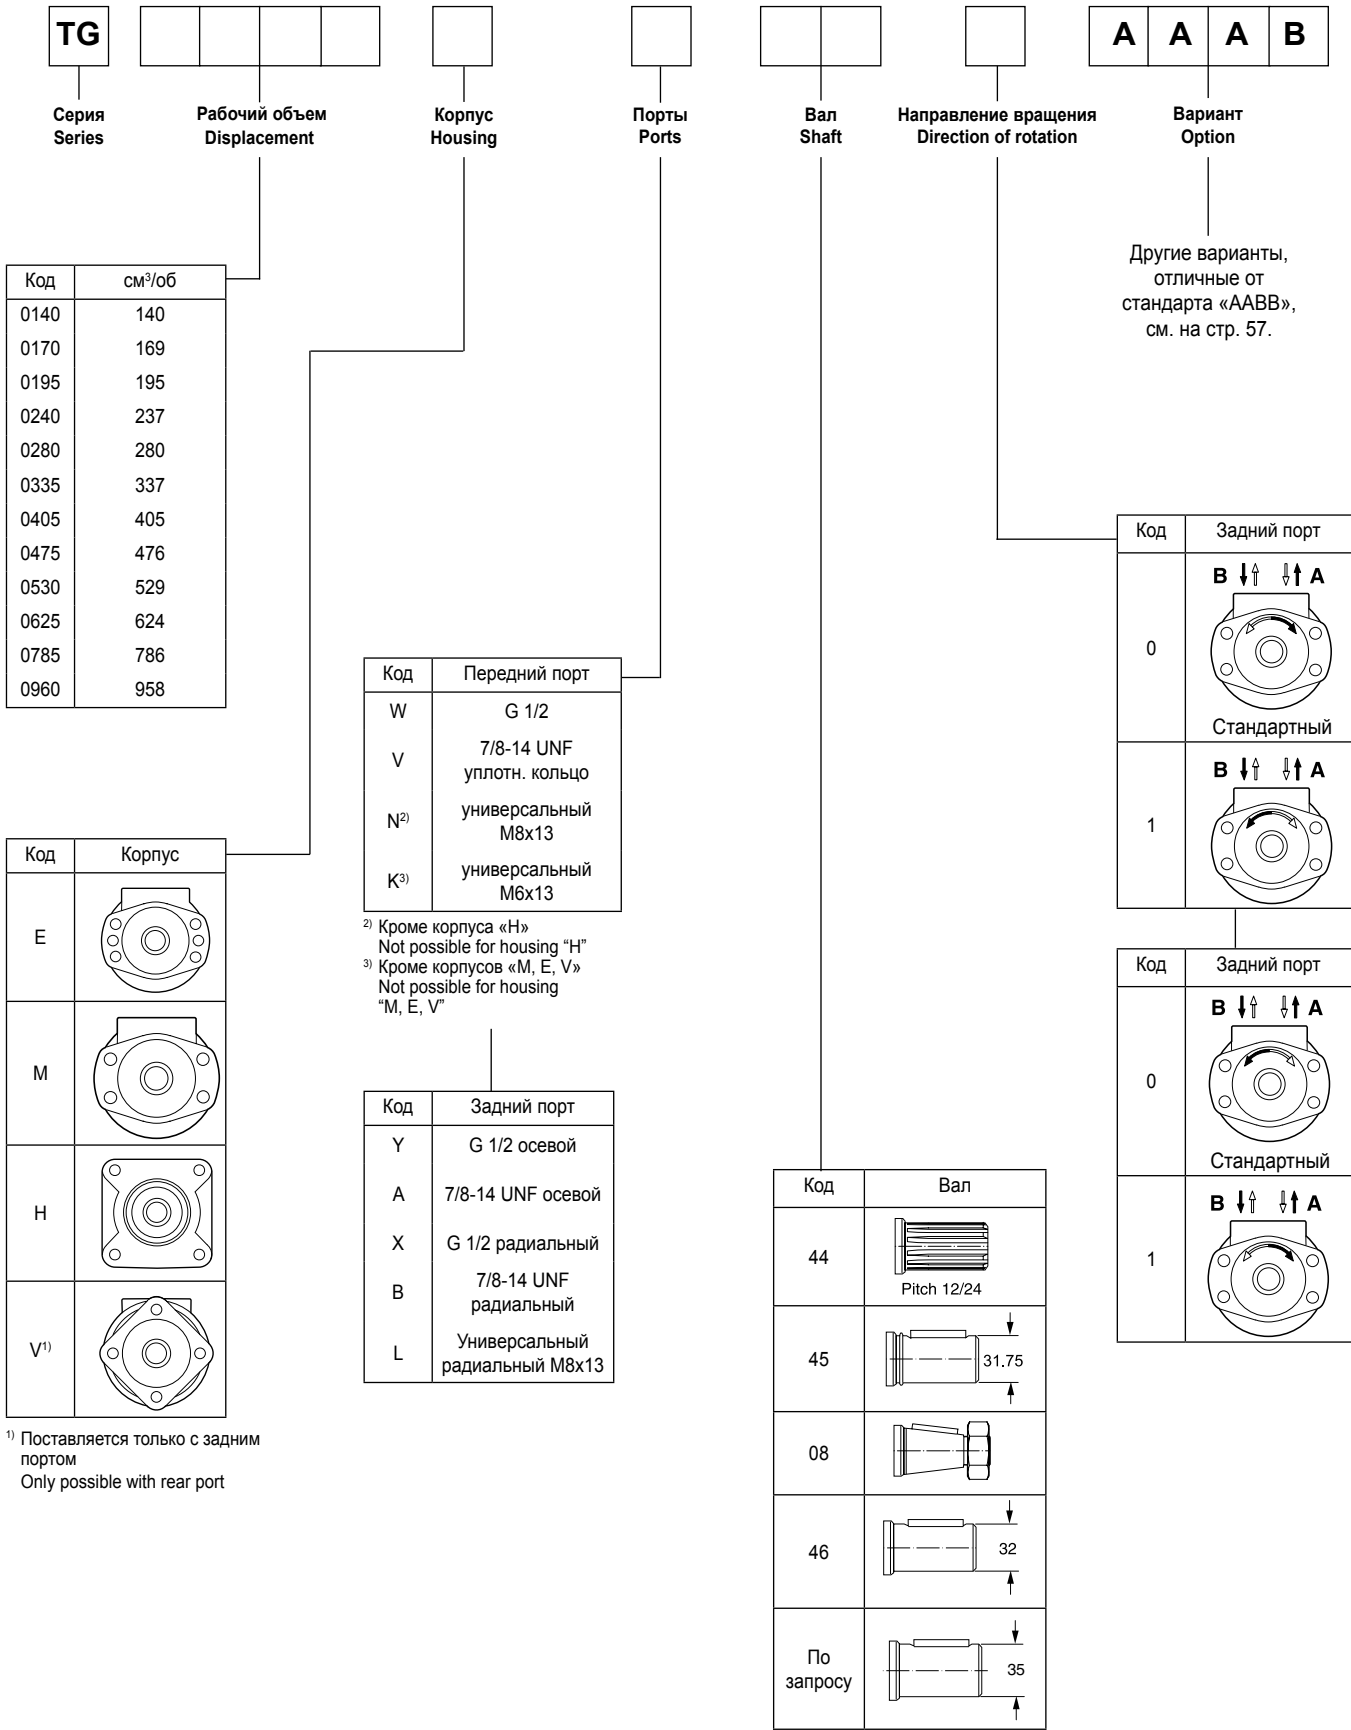 TG
A A A B
Серия
Series
Рабочий объем
Displacement
Корпус
Housing
Порты
Ports
Вал
Shaft
Направление вращения
Direction of rotation
Вариант
Option
Другие варианты,
отличные от
стандарта «AABB»,
см. на стр. 57.
Код см³/об
0140 140
0170 169
0195 195
0240 237
0280 280
0335 337
0405 405
0475 476
0530 529
0625 624
0785 786
0960 958
Код Корпус
E
M
H
V¹⁾
¹⁾ Поставляется только с задним
портом
Only possible with rear port
Код Передний порт
W G 1/2
V 7/8-14 UNF
уплотн. кольцо
N²⁾ универсальный
M8x13
K³⁾ универсальный
M6x13
²⁾ Кроме корпуса «H»
Not possible for housing “H”
³⁾ Кроме корпусов «M, E, V»
Not possible for housing
“M, E, V”
Код Задний порт
Y G 1/2 осевой
A 7/8-14 UNF осевой
X G 1/2 радиальный
B 7/8-14 UNF
радиальный
L Универсальный
радиальный M8x13
Код Вал
44
Pitch 12/24
45 31.75
08
46 32
По
запросу
35
Код Задний порт
B A
0
Стандартный
B A
1
Код Задний порт
B A
0
Стандартный
B A
1